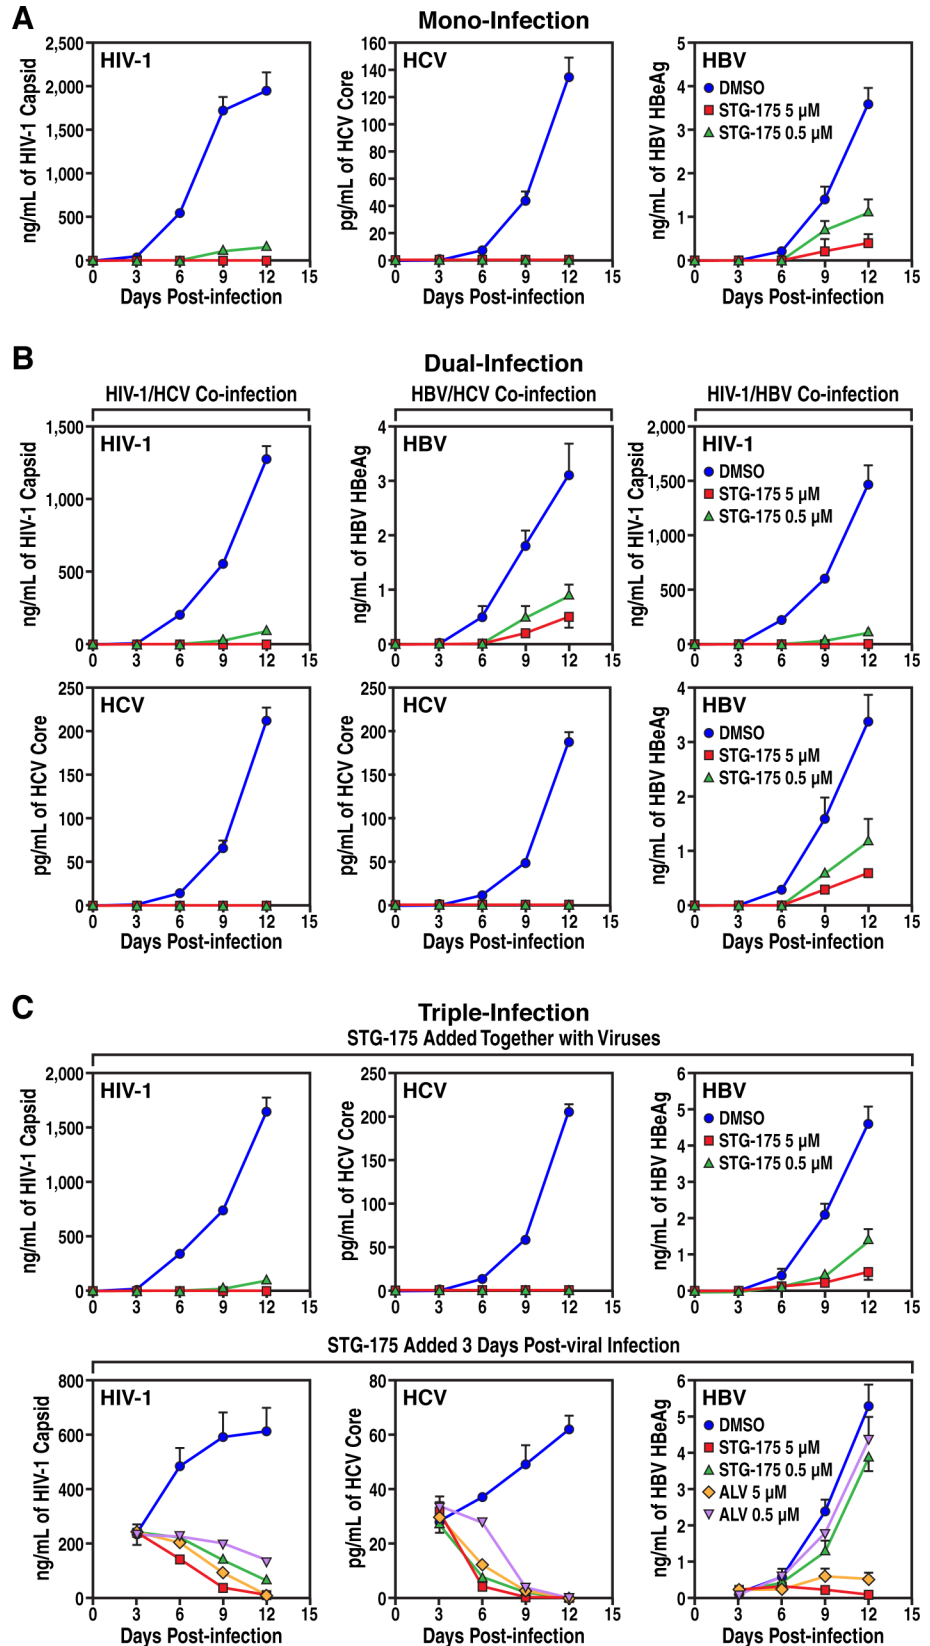 A
Mono-Infection
HIV-1
ng/mL of HIV-1 Capsid
2,500
2,000
1,500
1,000
500
0
0 3 6 9 12 15
Days Post-infection
HCV
pg/mL of HCV Core
160
140
120
100
80
60
40
20
0
0 3 6 9 12 15
Days Post-infection
HBV
DMSO
STG-175 5 µM
STG-175 0.5 µM
ng/mL of HBV HBeAg
5
4
3
2
1
0
0 3 6 9 12 15
Days Post-infection
B
Dual-Infection
HIV-1/HCV Co-infection
HBV/HCV Co-infection
HIV-1/HBV Co-infection
HIV-1
ng/mL of HIV-1 Capsid
1,500
1,000
500
0
0 3 6 9 12 15
HBV
ng/mL of HBV HBeAg
4
3
2
1
0
0 3 6 9 12 15
HIV-1
DMSO
STG-175 5 µM
STG-175 0.5 µM
ng/mL of HIV-1 Capsid
2,000
1,500
1,000
500
0
0 3 6 9 12 15
HCV
pg/mL of HCV Core
250
200
150
100
50
0
0 3 6 9 12 15
Days Post-infection
HCV
pg/mL of HCV Core
250
200
150
100
50
0
0 3 6 9 12 15
Days Post-infection
HBV
DMSO
STG-175 5 µM
STG-175 0.5 µM
ng/mL of HBV HBeAg
4
3
2
1
0
0 3 6 9 12 15
Days Post-infection
C
Triple-Infection
STG-175 Added Together with Viruses
HIV-1
ng/mL of HIV-1 Capsid
2,000
1,500
1,000
500
0
0 3 6 9 12 15
HCV
pg/mL of HCV Core
250
200
150
100
50
0
0 3 6 9 12 15
HBV
DMSO
STG-175 5 µM
STG-175 0.5 µM
ng/mL of HBV HBeAg
6
5
4
3
2
1
0
0 3 6 9 12 15
STG-175 Added 3 Days Post-viral Infection
HIV-1
ng/mL of HIV-1 Capsid
800
600
400
200
0
0 3 6 9 12 15
Days Post-infection
HCV
pg/mL of HCV Core
80
60
40
20
0
0 3 6 9 12 15
Days Post-infection
HBV
DMSO
STG-175 5 µM
STG-175 0.5 µM
ALV 5 µM
ALV 0.5 µM
ng/mL of HBV HBeAg
6
5
4
3
2
1
0
0 3 6 9 12 15
Days Post-infection